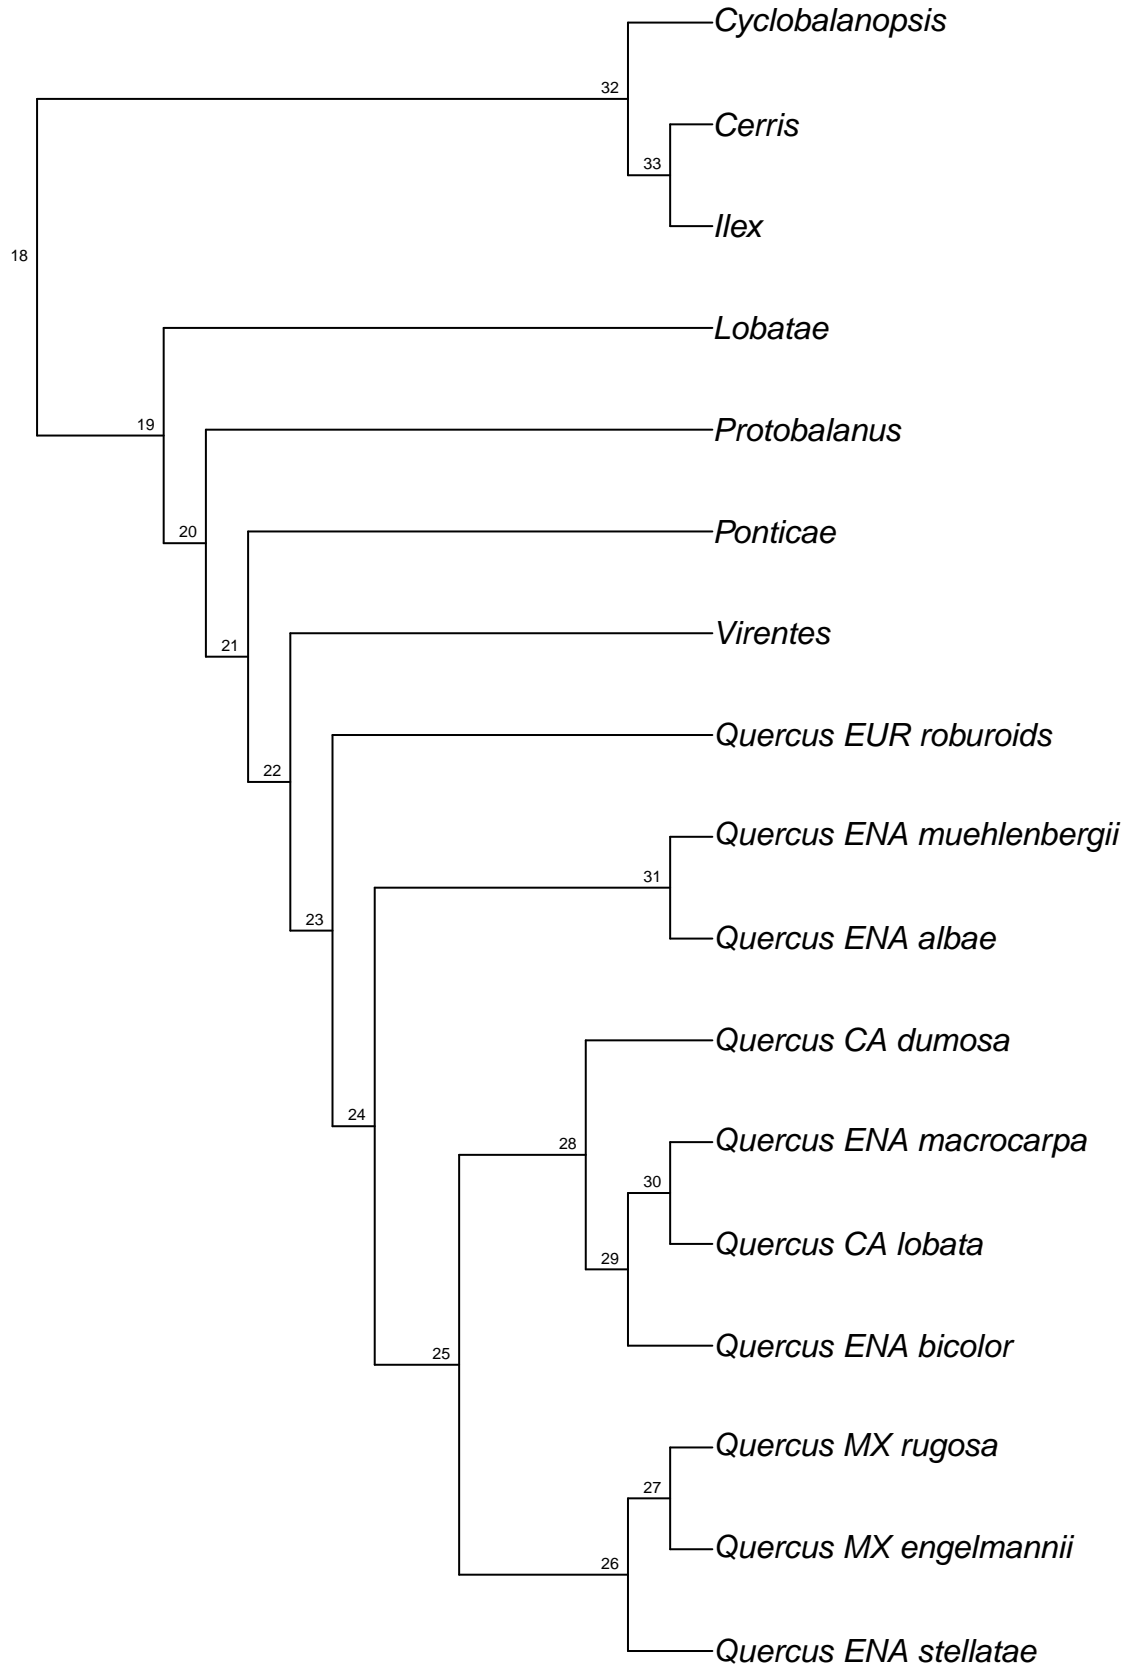 Cyclobalanopsis
32
Cerris
33
Ilex
18
Lobatae
19
Protobalanus
20
Ponticae
21
Virentes
22
Quercus EUR roburoids
23
Quercus ENA muehlenbergii
31
Quercus ENA albae
24
Quercus CA dumosa
28
Quercus ENA macrocarpa
30
Quercus CA lobata
29
Quercus ENA bicolor
25
Quercus MX rugosa
27
Quercus MX engelmannii
26
Quercus ENA stellatae